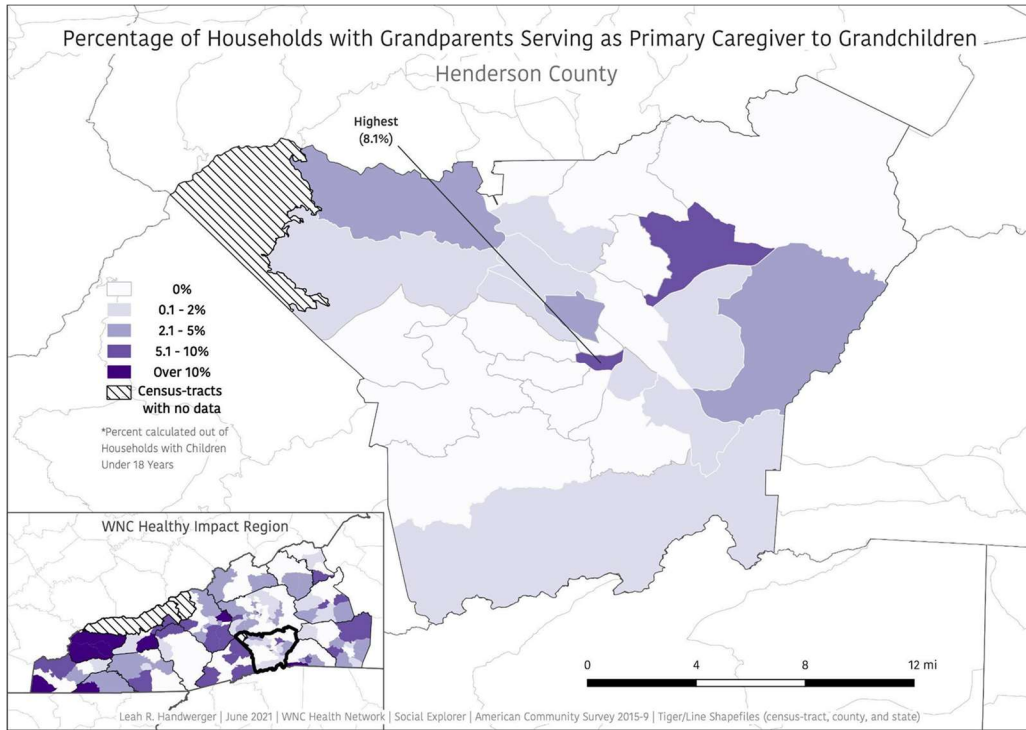 Percentage of Households with Grandparents Serving as Primary Caregiver to Grandchildren
Henderson County
Highest
(8.1%)
0%
0.1 - 2%
2.1 - 5%
5.1 - 10%
Over 10%
Census-tracts
with no data
*Percent calculated out of
Households with Children
Under 18 Years
WNC Healthy Impact Region
0 4 8 12 mi
Leah R. Handwerger | June 2021 | WNC Health Network | Social Explorer | American Community Survey 2015-9 | Tiger/Line Shapefiles (census-tract, county, and state)